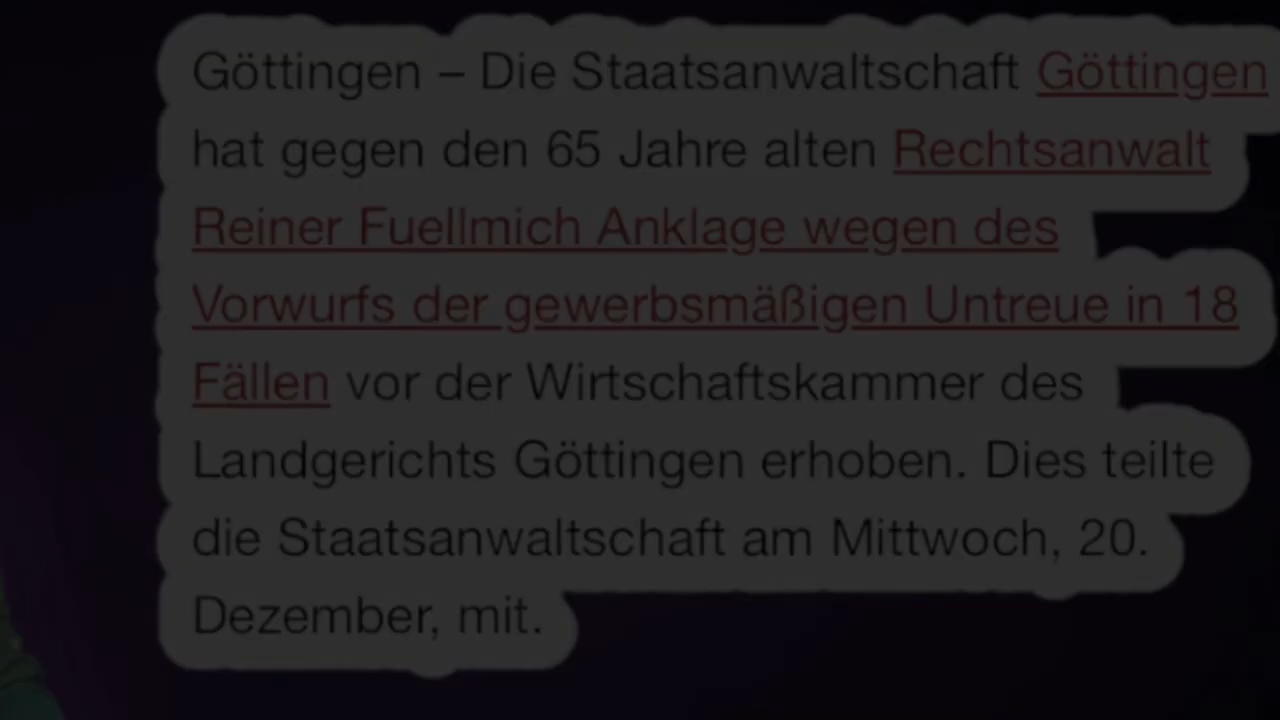 Göttingen – Die Staatsanwaltschaft Göttingen
hat gegen den 65 Jahre alten Rechtsanwalt
Reiner Fuellmich Anklage wegen des
Vorwurfs der gewerbsmäßigen Untreue in 18
Fällen vor der Wirtschaftskammer des
Landgerichts Göttingen erhoben. Dies teilte
die Staatsanwaltschaft am Mittwoch, 20.
Dezember, mit.